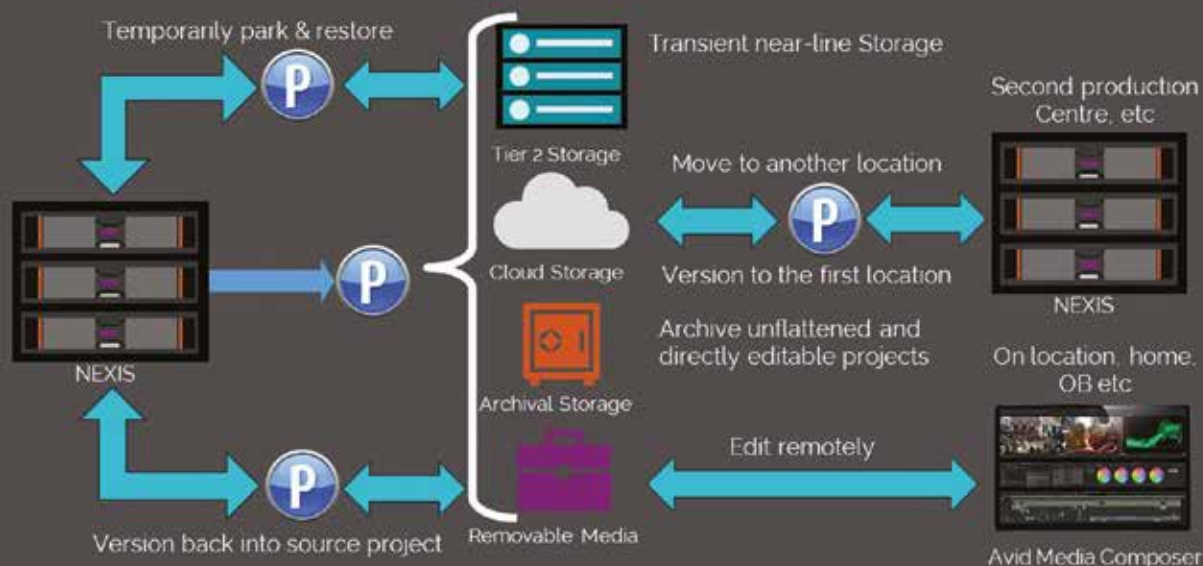 Temporarily park & restore
P
Transient near-line Storage
Second production
Centre, etc
Tier 2 Storage
Move to another location
P
P
Cloud Storage
Version to the first location
NEXIS
NEXIS
Archive unflattened and
directly editable projects
On location, home,
OB etc
Archival Storage
Edit remotely
P
Version back into source project
Removable Media
Avid Media Composer